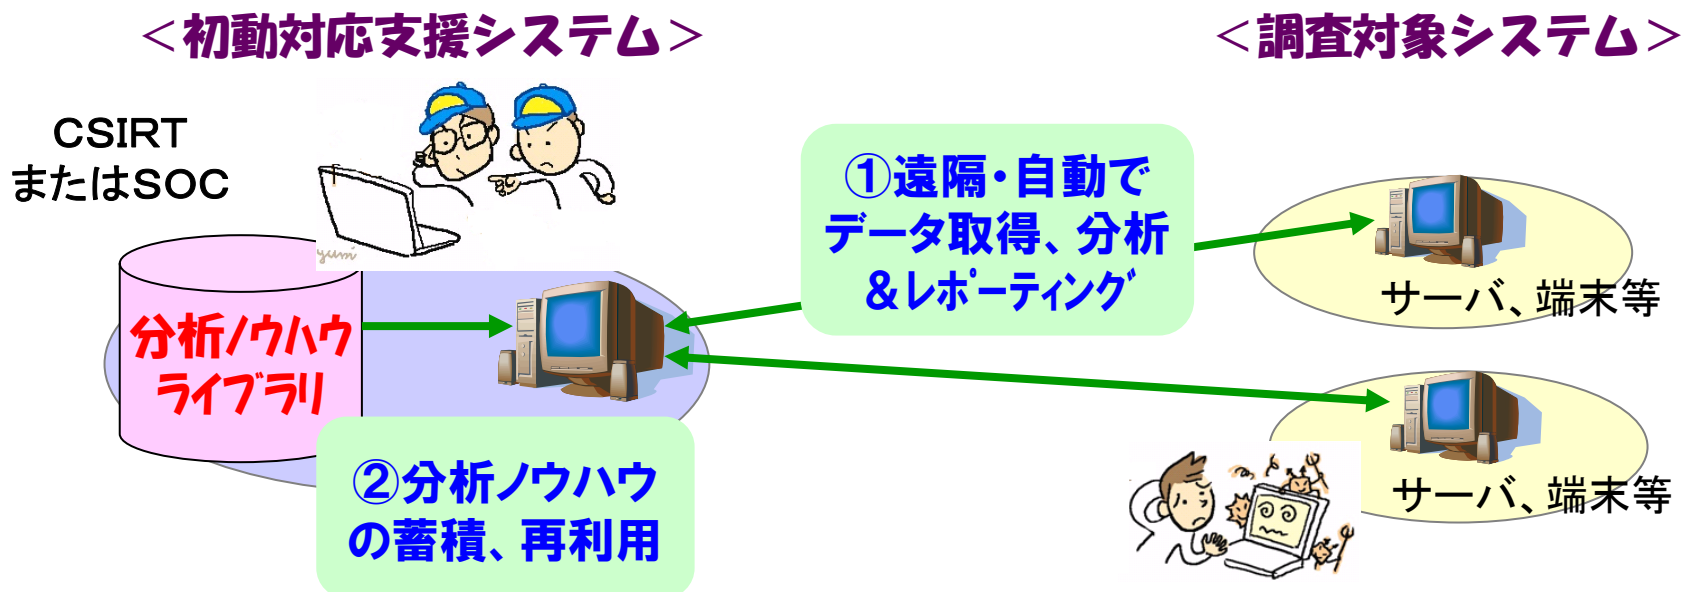 ＜初動対応支援システム＞
＜調査対象システム＞
CSIRT
またはSOC
①遠隔・自動で
データ取得、分析
＆レポーティング
yumi
サーバ、端末等
分析ノウハウ
ライブラリ
②分析ノウハウ
の蓄積、再利用
サーバ、端末等